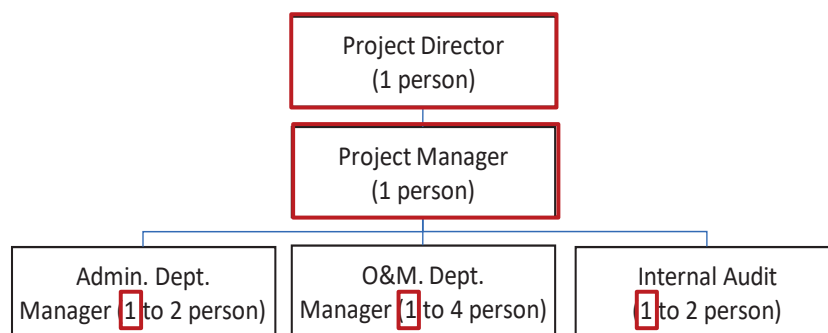 Project Director
(1 person)
Project Manager
(1 person)
Admin. Dept.
Manager (1 to 2 person)
O&M. Dept.
Manager (1 to 4 person)
Internal Audit
(1 to 2 person)